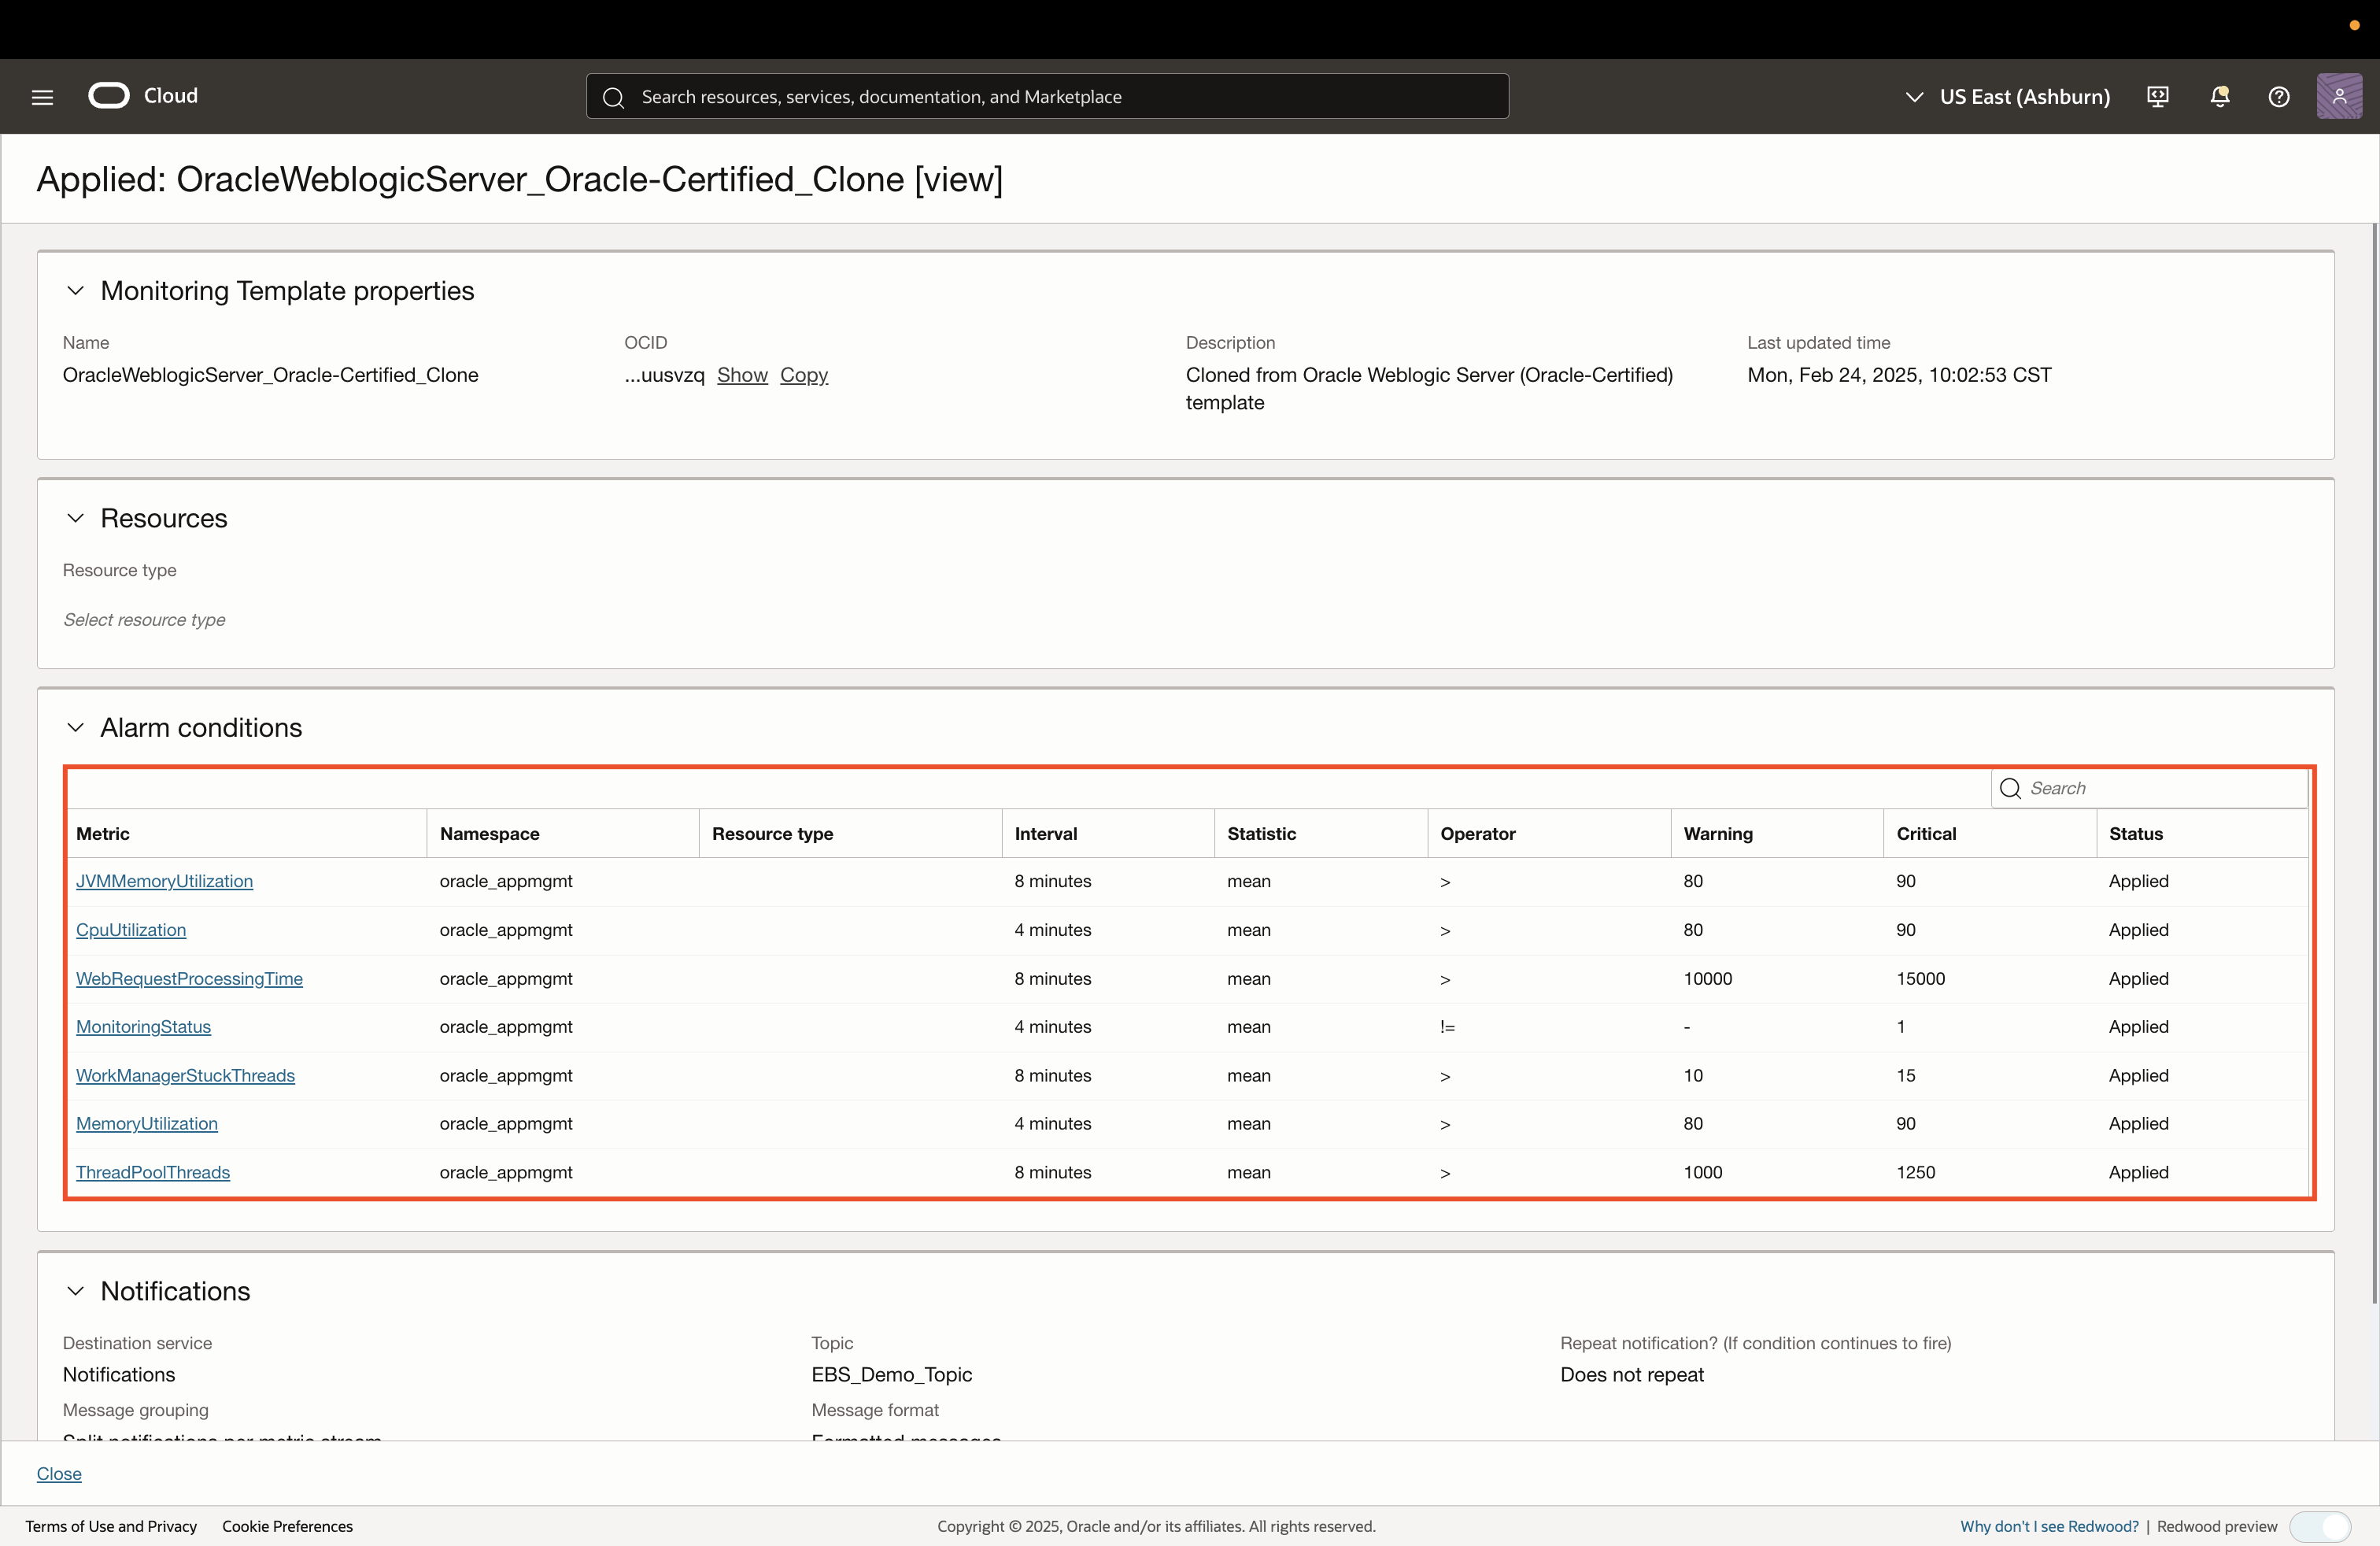 Cloud
Search resources, services, documentation, and Marketplace
US East (Ashburn)
Applied: OracleWeblogicServer_Oracle-Certified_Clone [view]
Monitoring Template properties
Name OCID Description Last updated time
OracleWeblogicServer_Oracle-Certified_Clone ...uusvzq Show Copy Cloned from Oracle Weblogic Server (Oracle-Certified) Mon, Feb 24, 2025, 10:02:53 CST
template
Resources
Resource type
Select resource type
Alarm conditions
Search
Metric Namespace Resource type Interval Statistic Operator Warning Critical Status
JVMMemoryUtilization oracle_appmgmt 8 minutes mean > 80 90 Applied
CpuUtilization oracle_appmgmt 4 minutes mean > 80 90 Applied
WebRequestProcessingTime oracle_appmgmt 8 minutes mean > 10000 15000 Applied
MonitoringStatus oracle_appmgmt 4 minutes mean != - 1 Applied
WorkManagerStuckThreads oracle_appmgmt 8 minutes mean > 10 15 Applied
MemoryUtilization oracle_appmgmt 4 minutes mean > 80 90 Applied
ThreadPoolThreads oracle_appmgmt 8 minutes mean > 1000 1250 Applied
Notifications
Destination service Topic Repeat notification? (If condition continues to fire)
Notifications EBS_Demo_Topic Does not repeat
Message grouping Message format
Split notifications per metric stream Formatted messages
Close
Terms of Use and Privacy Cookie Preferences Copyright © 2025, Oracle and/or its affiliates. All rights reserved. Why don't I see Redwood? | Redwood preview